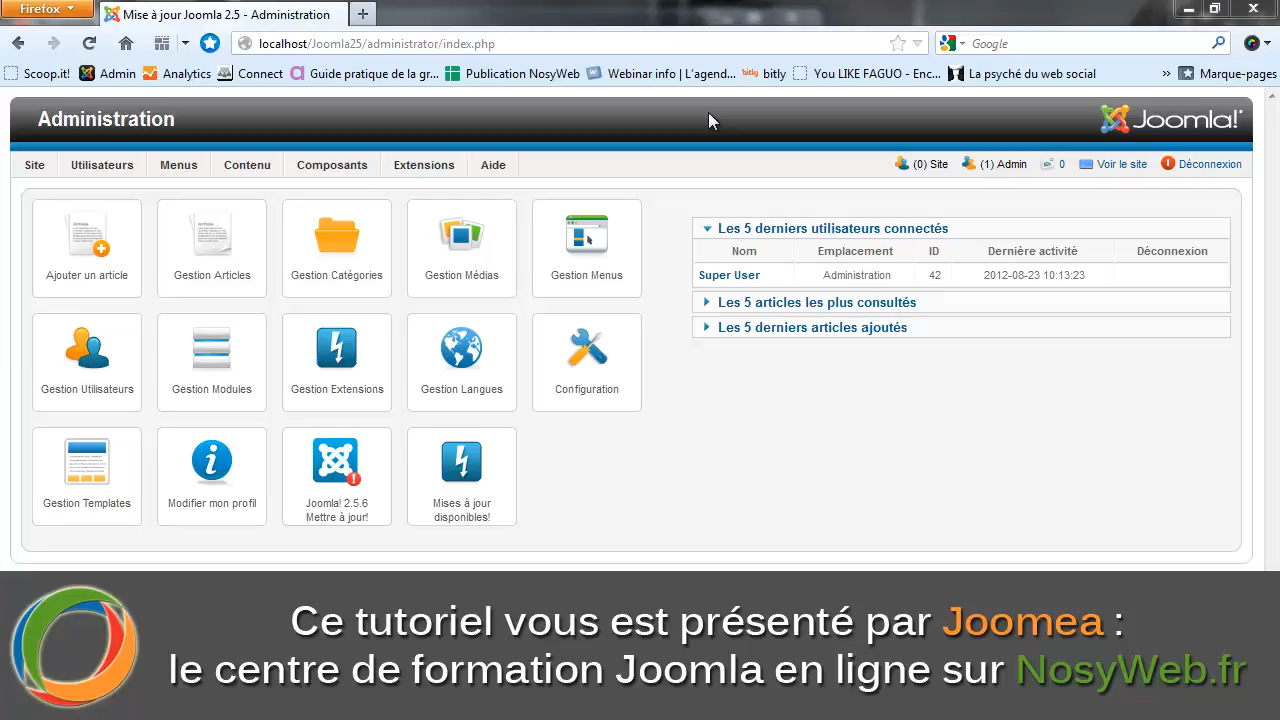 Firefox
Mise à jour Joomla 2.5 - Administration
localhost/Joomla25/administrator/index.php
Google
Scoop.it!
Admin
Analytics
Connect
Guide pratique de la gr...
Publication NosyWeb
Webinar info | L'agend...
bitly
bitly
You LIKE FAGUO - Enc...
La psyché du web social
»
Marque-pages
Administration
Joomla!
Site
Utilisateurs
Menus
Contenu
Composants
Extensions
Aide
(0) Site
(1) Admin
0
Voir le site
Déconnexion
Ajouter un article
Gestion Articles
Gestion Catégories
Gestion Médias
Gestion Menus
Gestion Utilisateurs
Gestion Modules
Gestion Extensions
Gestion Langues
Configuration
Gestion Templates
Modifier mon profil
Joomla! 2.5.6
Mettre à jour!
Mises à jour
disponibles!
Les 5 derniers utilisateurs connectés
Nom Emplacement ID Dernière activité Déconnexion
Super User Administration 42 2012-08-23 10:13:23
Les 5 articles les plus consultés
Les 5 derniers articles ajoutés
Ce tutoriel vous est présenté par Joomea :
le centre de formation Joomla en ligne sur NosyWeb.fr